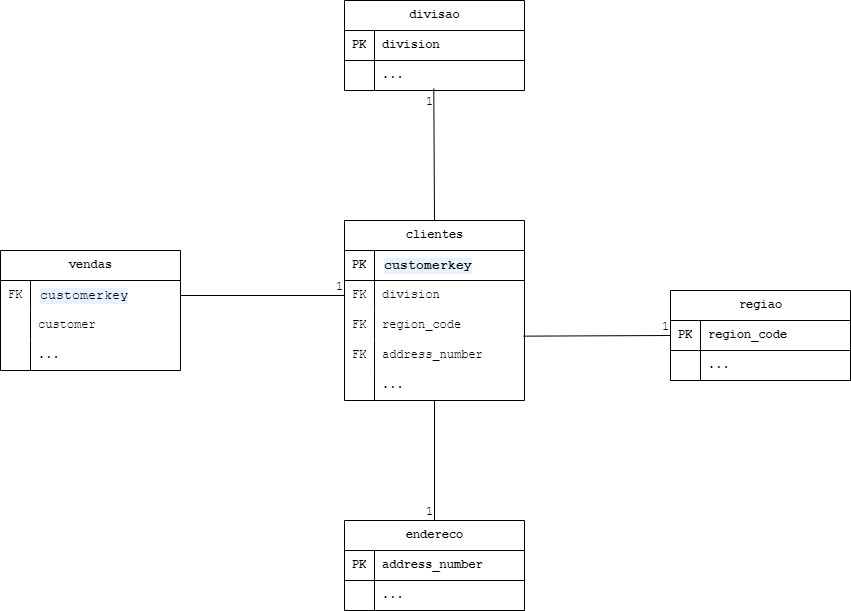 divisao
PK division
...
1
clientes
PK customerkey
FK division
FK region_code
FK address_number
...
vendas
FK customerkey
customer
...
1
regiao
PK region_code
...
1
1
endereco
PK address_number
...